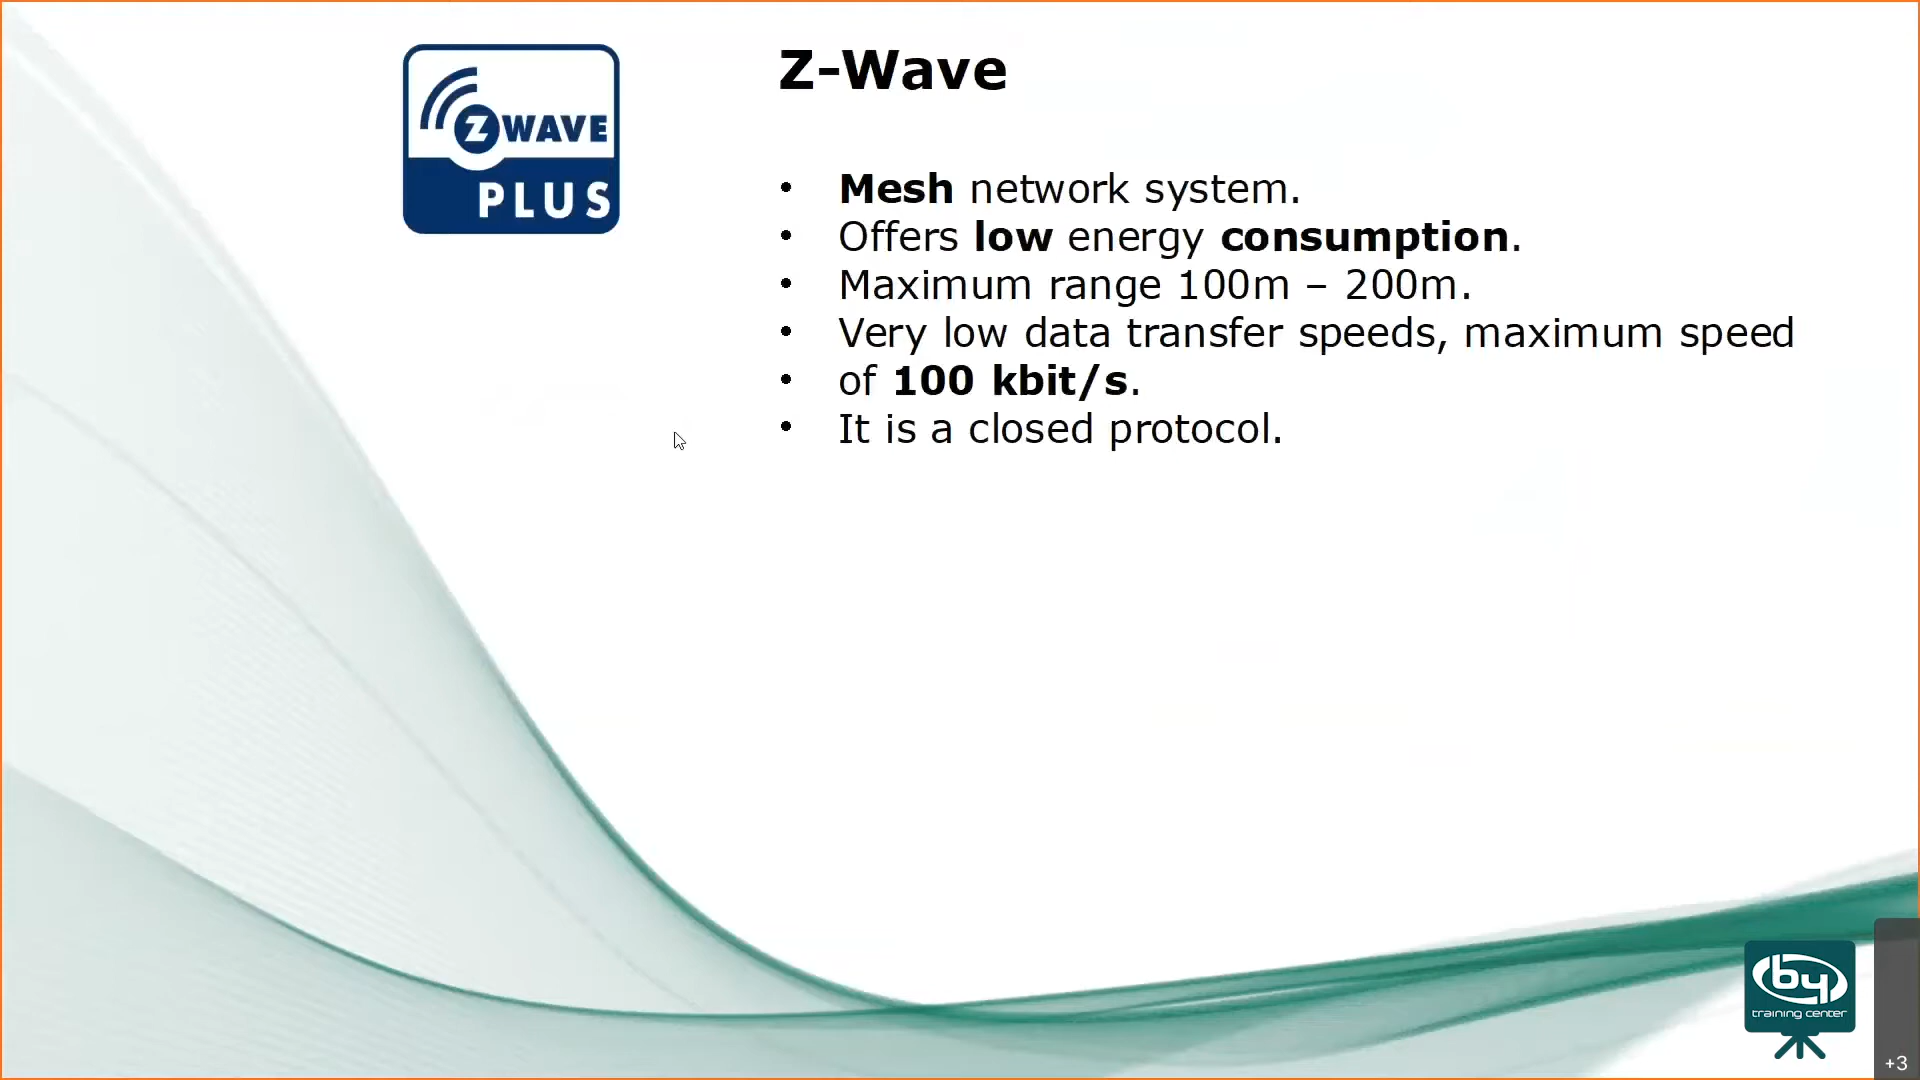 Z WAVE
PLUS
Z-Wave
• Mesh network system.
• Offers low energy consumption.
• Maximum range 100m – 200m.
• Very low data transfer speeds, maximum speed
• of 100 kbit/s.
• It is a closed protocol.
by
training center
+3